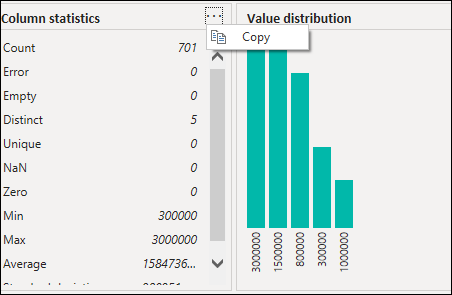 Column statistics
Copy
Count 701
Error 0
Empty 0
Distinct 5
Unique 0
NaN 0
Zero 0
Min 300000
Max 3000000
Average 1584736...
Value distribution
3000000
1500000
800000
300000
1000000